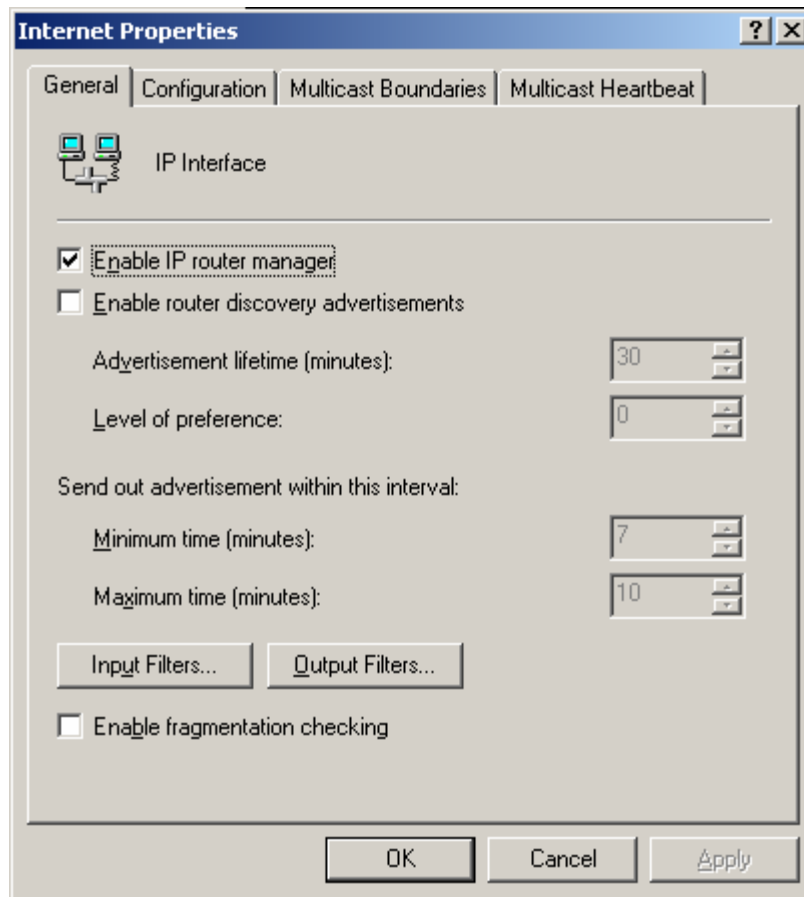 Internet Properties
General Configuration Multicast Boundaries Multicast Heartbeat
IP Interface
Enable IP router manager
Enable router discovery advertisements
Advertisement lifetime (minutes): 30
Level of preference: 0
Send out advertisement within this interval:
Minimum time (minutes): 7
Maximum time (minutes): 10
Input Filters... Output Filters...
Enable fragmentation checking
OK Cancel Apply